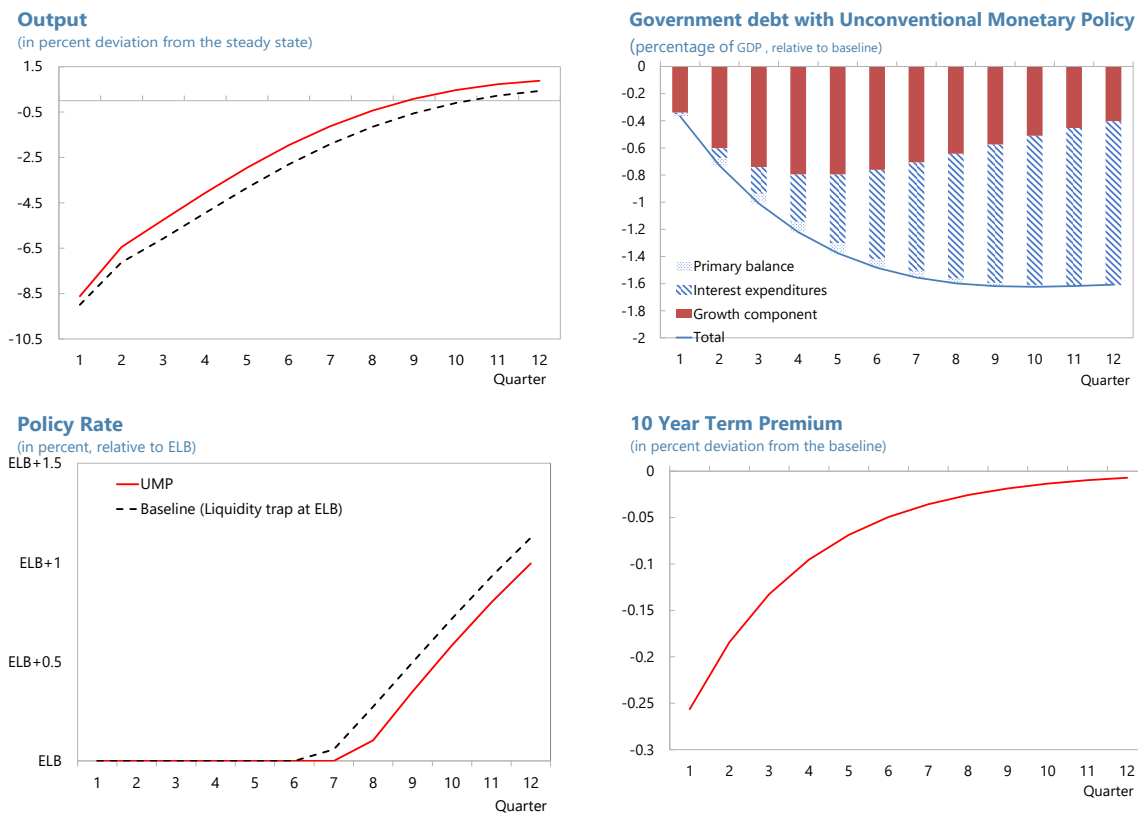 Output
(in percent deviation from the steady state)
1.5
-0.5
-2.5
-4.5
-6.5
-8.5
-10.5
1 2 3 4 5 6 7 8 9 10 11 12
Quarter
Government debt with Unconventional Monetary Policy
(percentage of GDP , relative to baseline)
0
-0.2
-0.4
-0.6
-0.8
-1
-1.2
-1.4
-1.6
-1.8
-2
Primary balance
Interest expenditures
Growth component
Total
1 2 3 4 5 6 7 8 9 10 11 12
Quarter
Policy Rate
(in percent, relative to ELB)
ELB+1.5
ELB+1
ELB+0.5
ELB
UMP
Baseline (Liquidity trap at ELB)
1 2 3 4 5 6 7 8 9 10 11 12
Quarter
10 Year Term Premium
(in percent deviation from the baseline)
0
-0.05
-0.1
-0.15
-0.2
-0.25
-0.3
1 2 3 4 5 6 7 8 9 10 11 12
Quarter